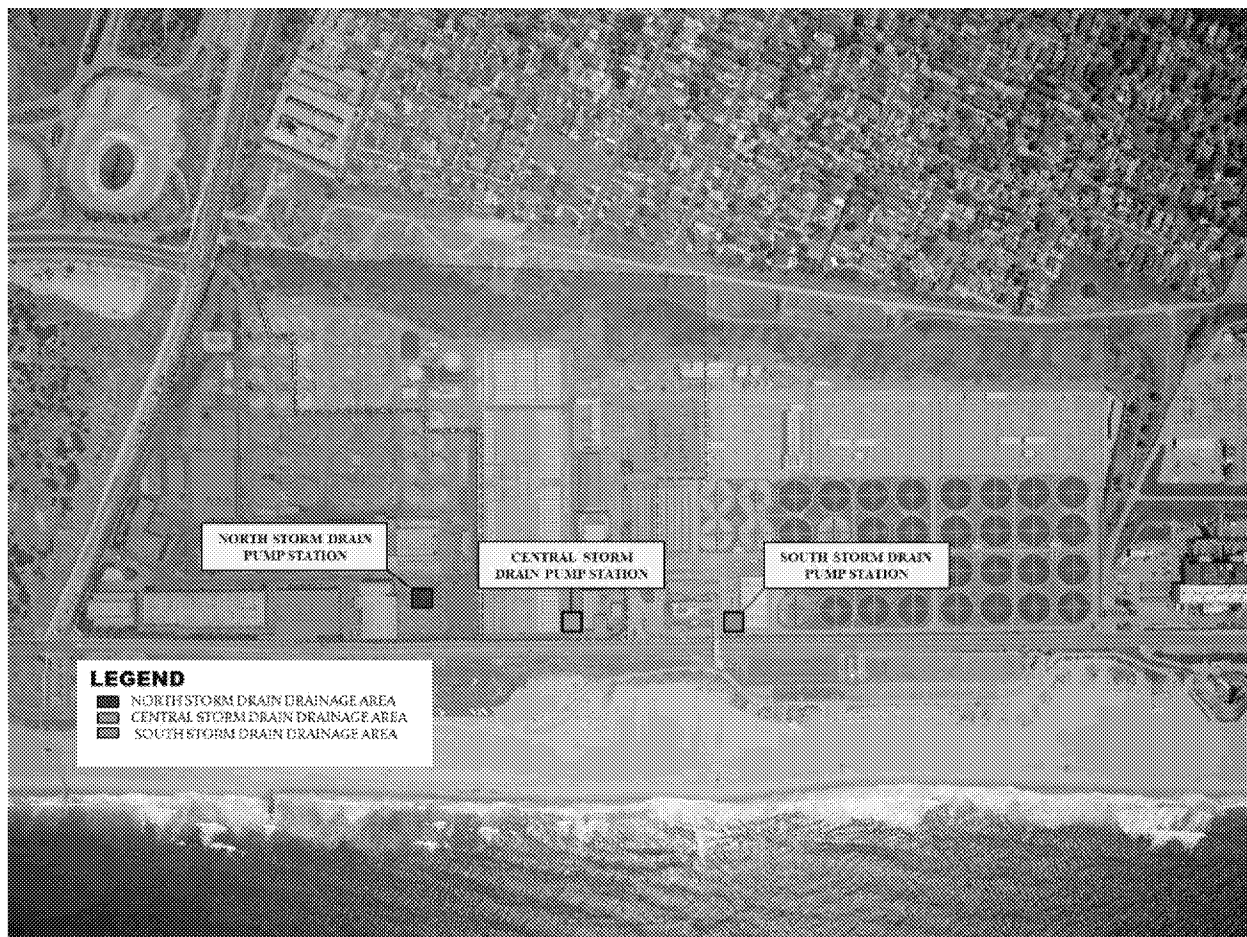 NORTH STORM DRAIN
PUMP STATION
CENTRAL STORM
DRAIN PUMP STATION
SOUTH STORM DRAIN
PUMP STATION
LEGEND
NORTH STORM DRAIN DRAINAGE AREA
CENTRAL STORM DRAIN DRAINAGE AREA
SOUTH STORM DRAIN DRAINAGE AREA